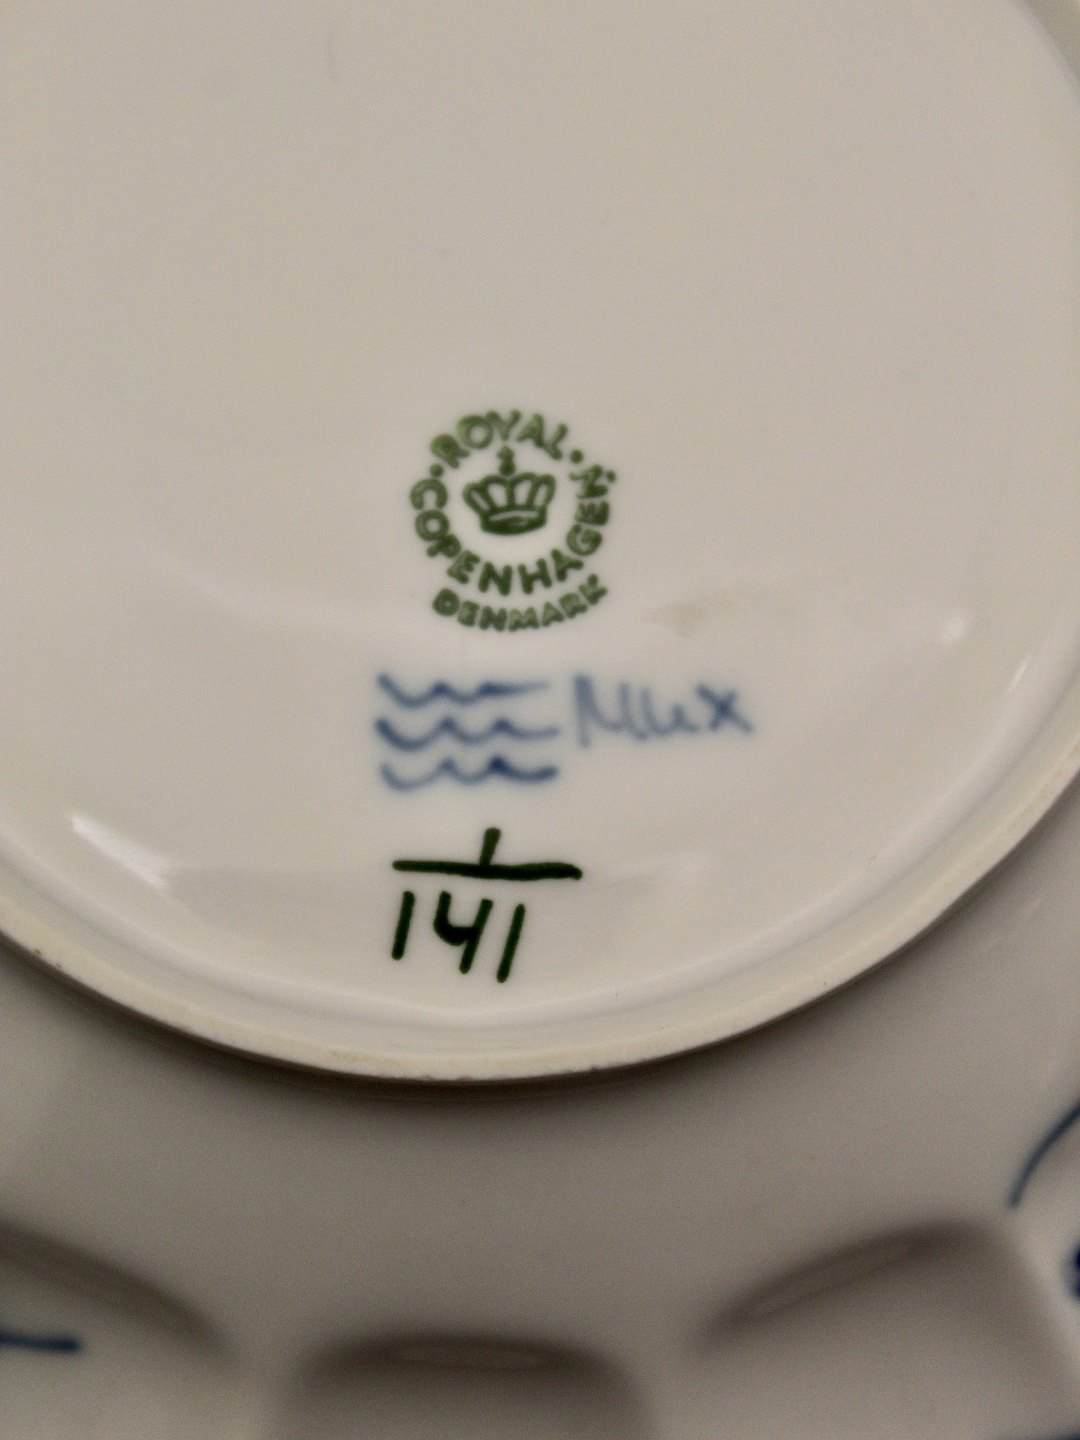 ROYAL
COPENHAGEN
DENMARK
1
141